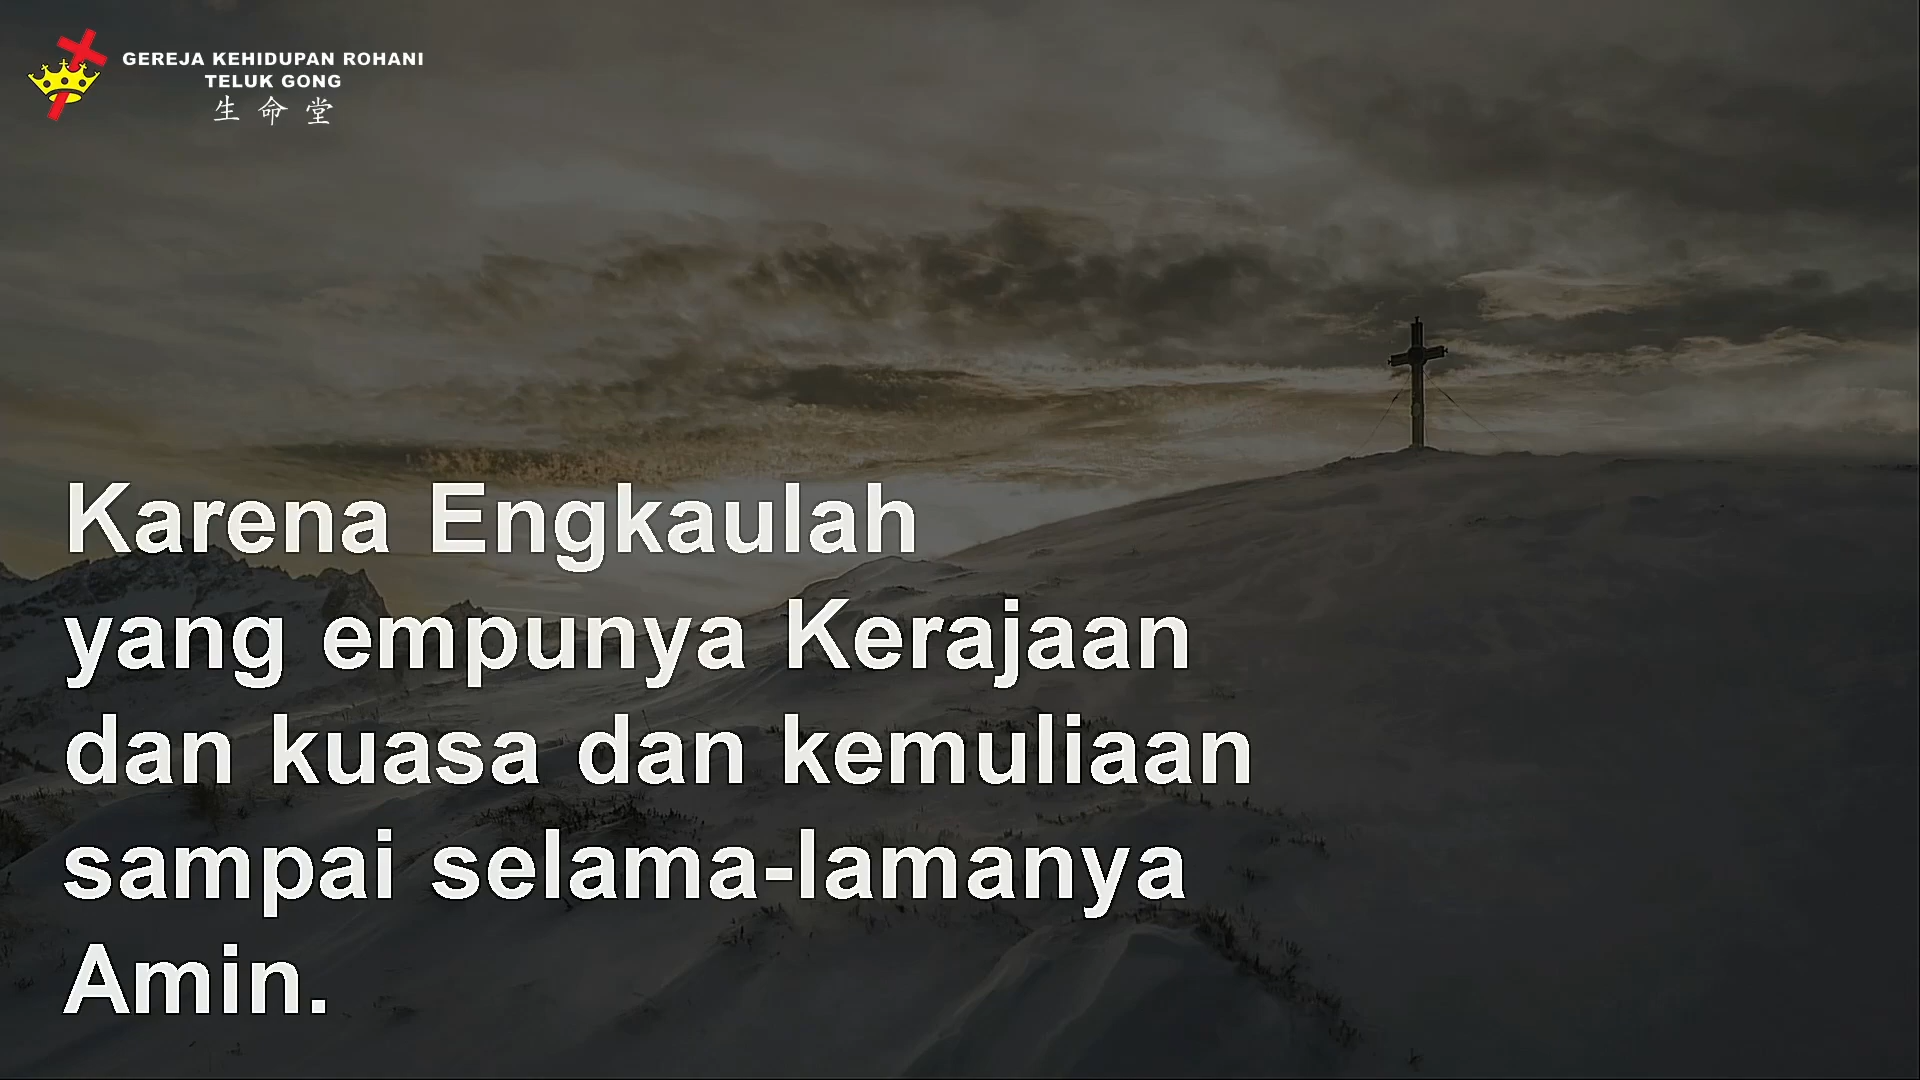 GEREJA KEHIDUPAN ROHANI
TELUK GONG
生命堂
Karena Engkaulah
yang empunya Kerajaan
dan kuasa dan kemuliaan
sampai selama-lamanya
Amin.